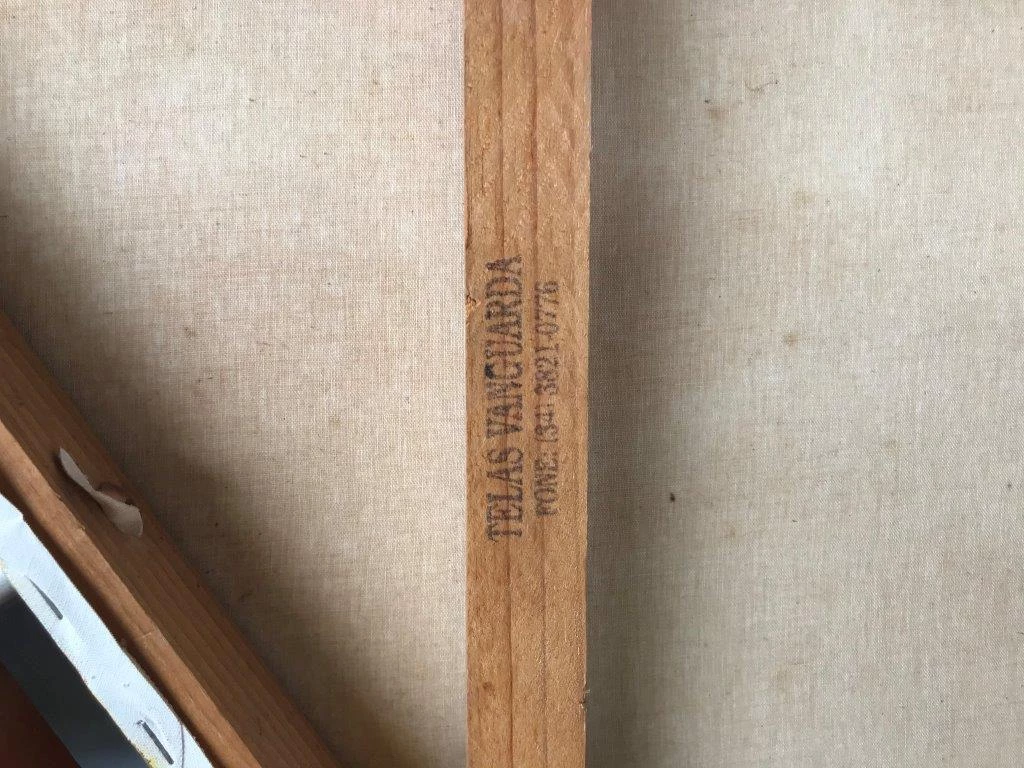 TELAS VANGUARDA
FONE: (34) 3821-0776